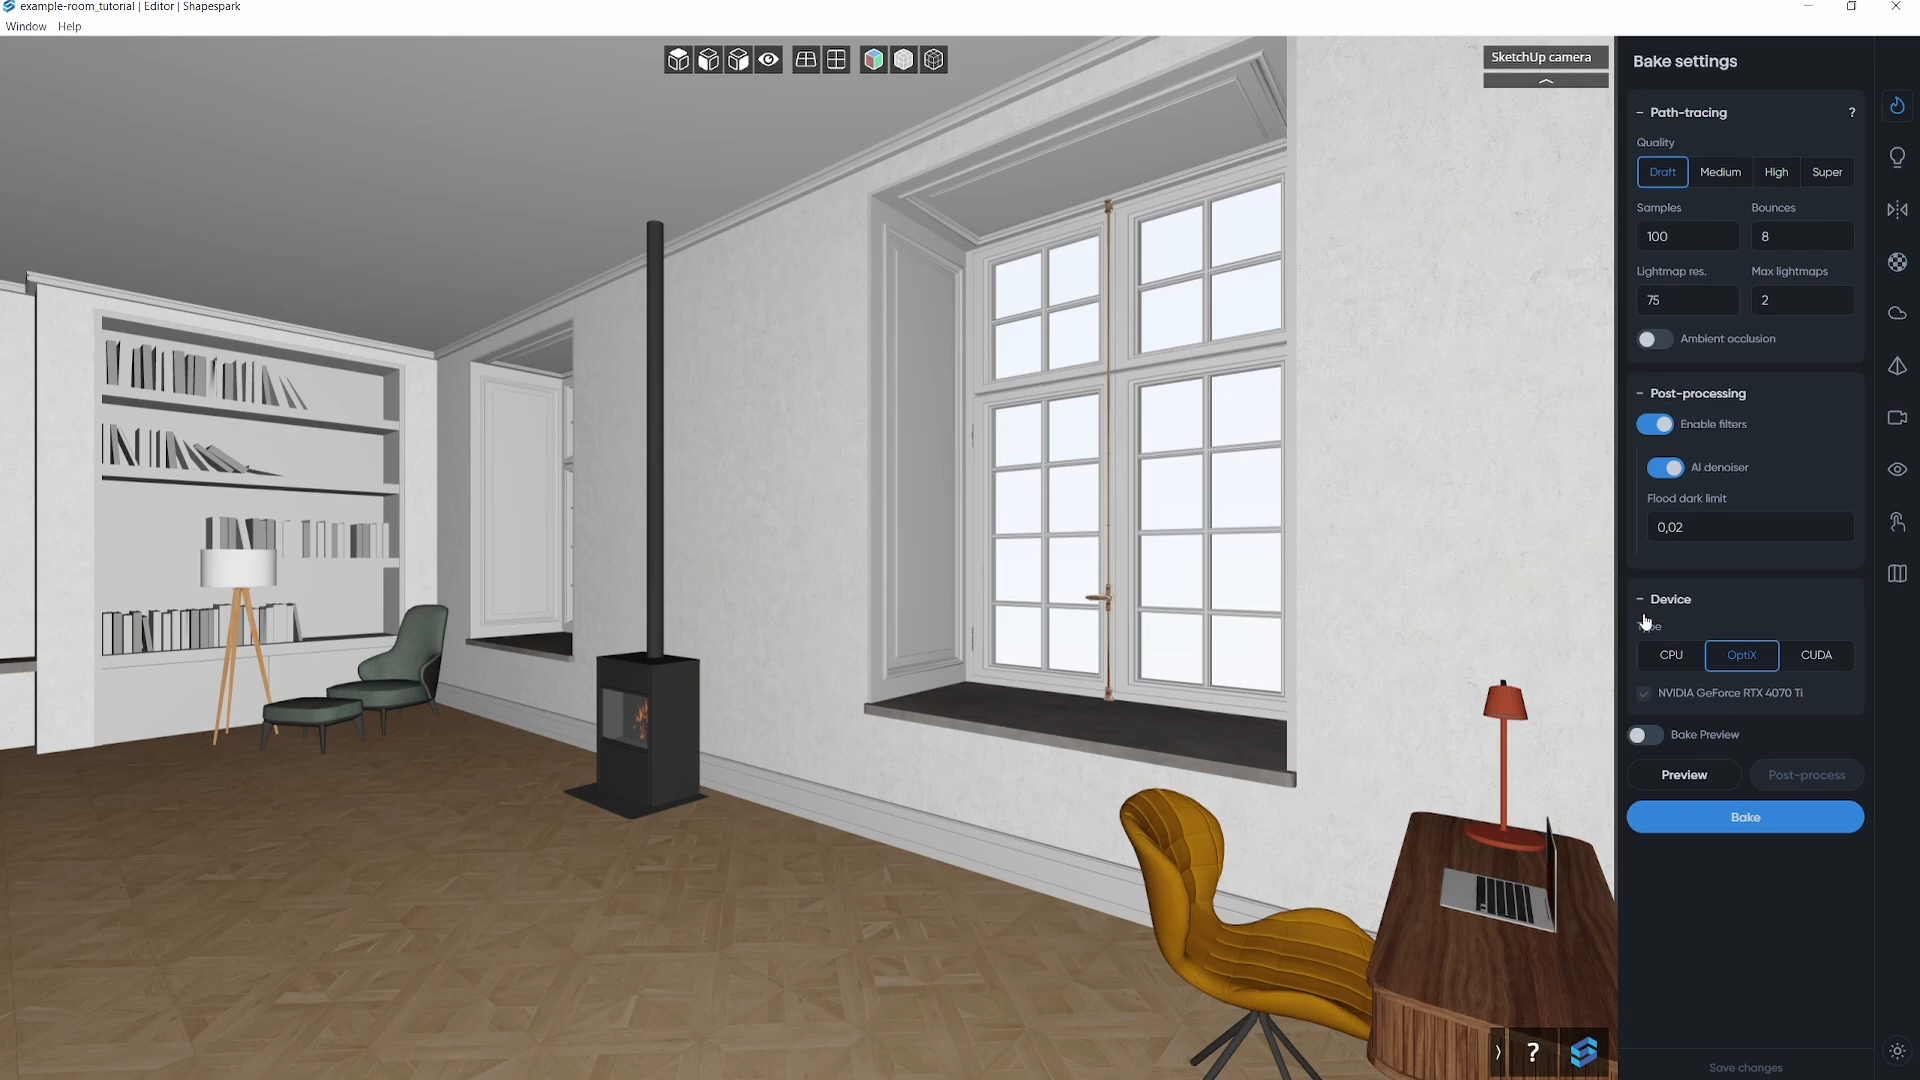 example-room_tutorial | Editor | Shapespark
Window Help
SketchUp camera
Bake settings
Path-tracing ?
Quality
Draft Medium High Super
Samples Bounces
100 8
Lightmap res. Max lightmaps
75 2
Ambient occlusion
Post-processing
Enable filters
AI denoiser
Flood dark limit
0,02
Device
Type
CPU OptiX CUDA
NVIDIA GeForce RTX 4070 Ti
Bake Preview
Preview Post-process
Bake
?
Save changes